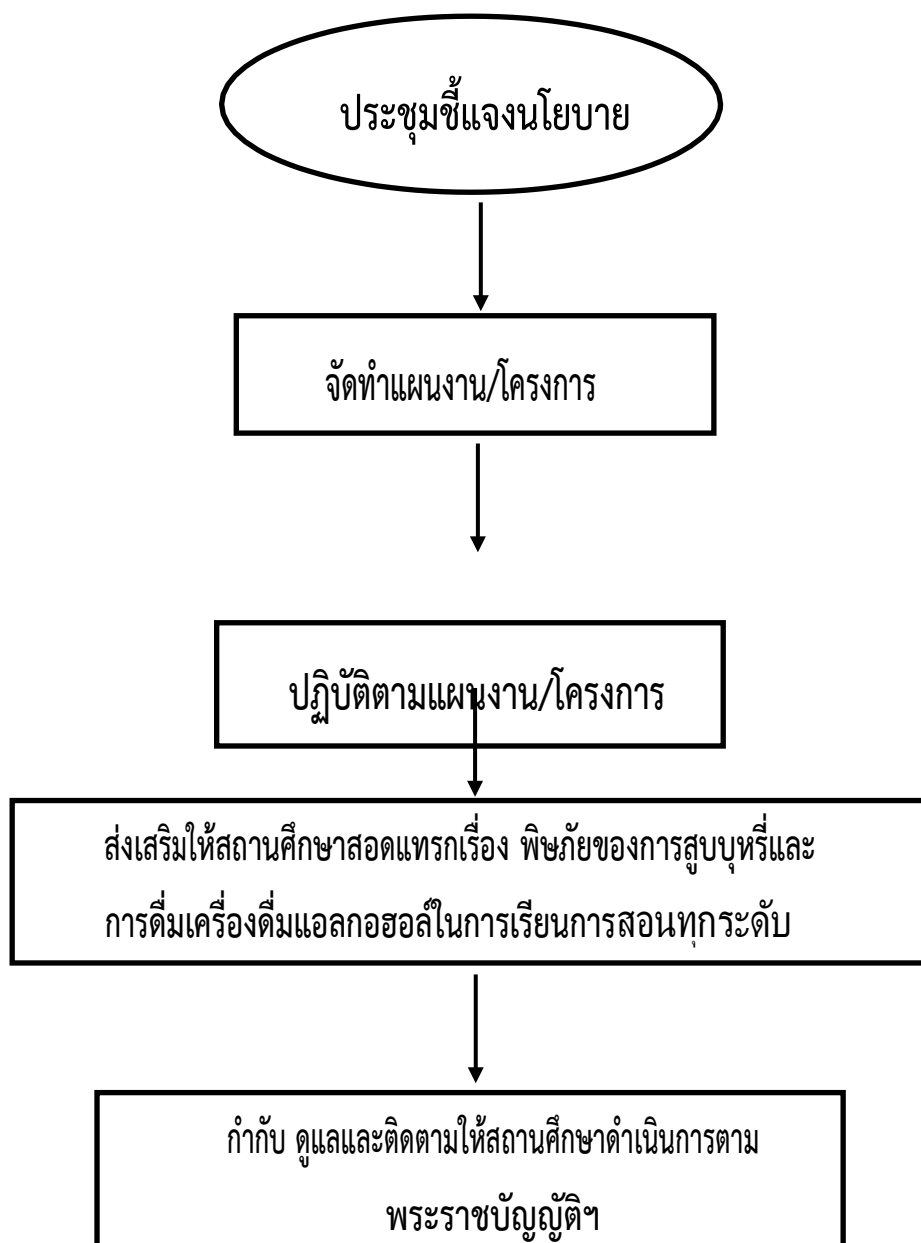 ประชุมชี้แจงนโยบาย
จัดทำแผนงาน/โครงการ
ปฏิบัติตามแผนงาน/โครงการ
ส่งเสริมให้สถานศึกษาสอดแทรกเรื่อง พิษภัยของการสูบบุหรี่และ
การดื่มเครื่องดื่มแอลกอฮอล์ในการเรียนการสอนทุกระดับ
กำกับ ดูแลและติดตามให้สถานศึกษาดำเนินการตาม
พระราชบัญญัติฯ